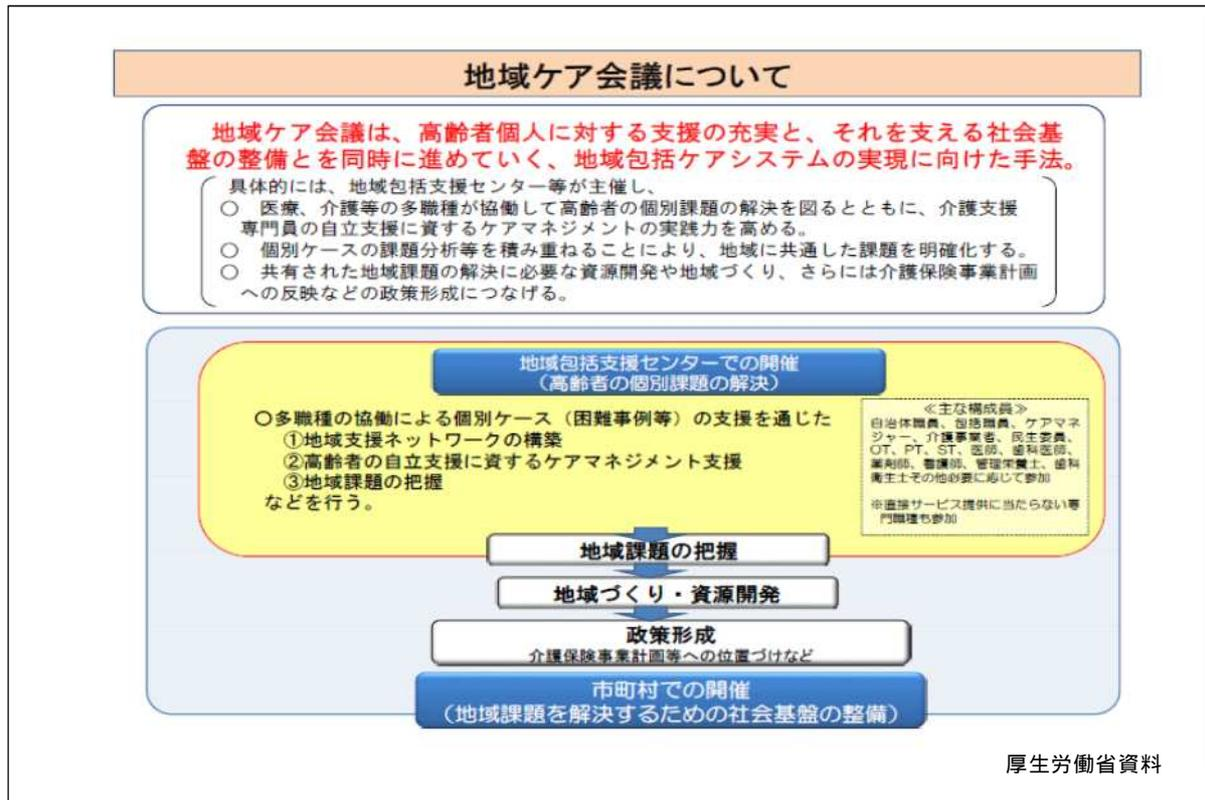 地域ケア会議について
地域ケア会議は、高齢者個人に対する支援の充実と、それを支える社会基
盤の整備とを同時に進めていく、地域包括ケアシステムの実現に向けた手法。
具体的には、地域包括支援センター等が主催し、
○ 医療、介護等の多職種が協働して高齢者の個別課題の解決を図るとともに、介護支援
専門員の自立支援に資するケアマネジメントの実践力を高める。
○ 個別ケースの課題分析等を積み重ねることにより、地域に共通した課題を明確化する。
○ 共有された地域課題の解決に必要な資源開発や地域づくり、さらには介護保険事業計画
への反映などの政策形成につなげる。
地域包括支援センターでの開催
（高齢者の個別課題の解決）
○多職種の協働による個別ケース（困難事例等）の支援を通じた
①地域支援ネットワークの構築
②高齢者の自立支援に資するケアマネジメント支援
③地域課題の把握
などを行う。
≪主な構成員≫
自治体職員、包括職員、ケアマネ
ジャー、介護事業者、民生委員、
OT、PT、ST、医師、歯科医師、
薬剤師、看護師、管理栄養士、歯科
衛生士その他必要に応じて参加
※直接サービス提供に当たらない専
門職種も参加
地域課題の把握
地域づくり・資源開発
政策形成
介護保険事業計画等への位置づけなど
市町村での開催
（地域課題を解決するための社会基盤の整備）
厚生労働省資料